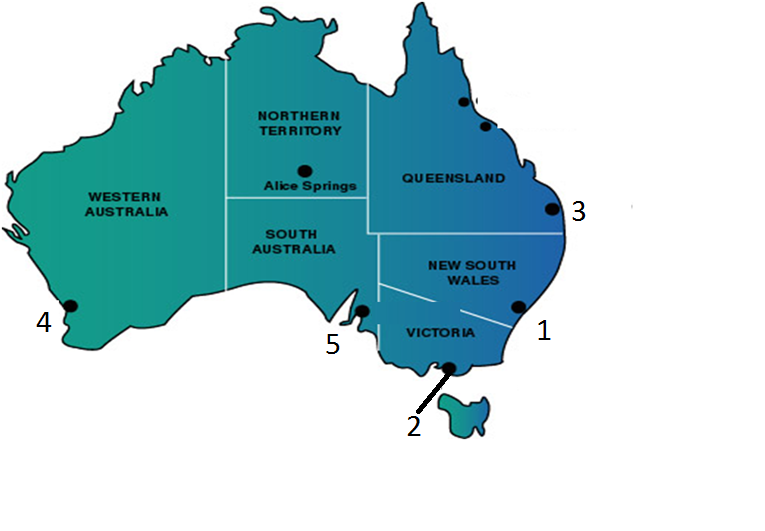 NORTHERN
TERRITORY
Alice Springs
QUEENSLAND
WESTERN
AUSTRALIA
3
SOUTH
AUSTRALIA
NEW SOUTH
WALES
4
5
VICTORIA
1
2